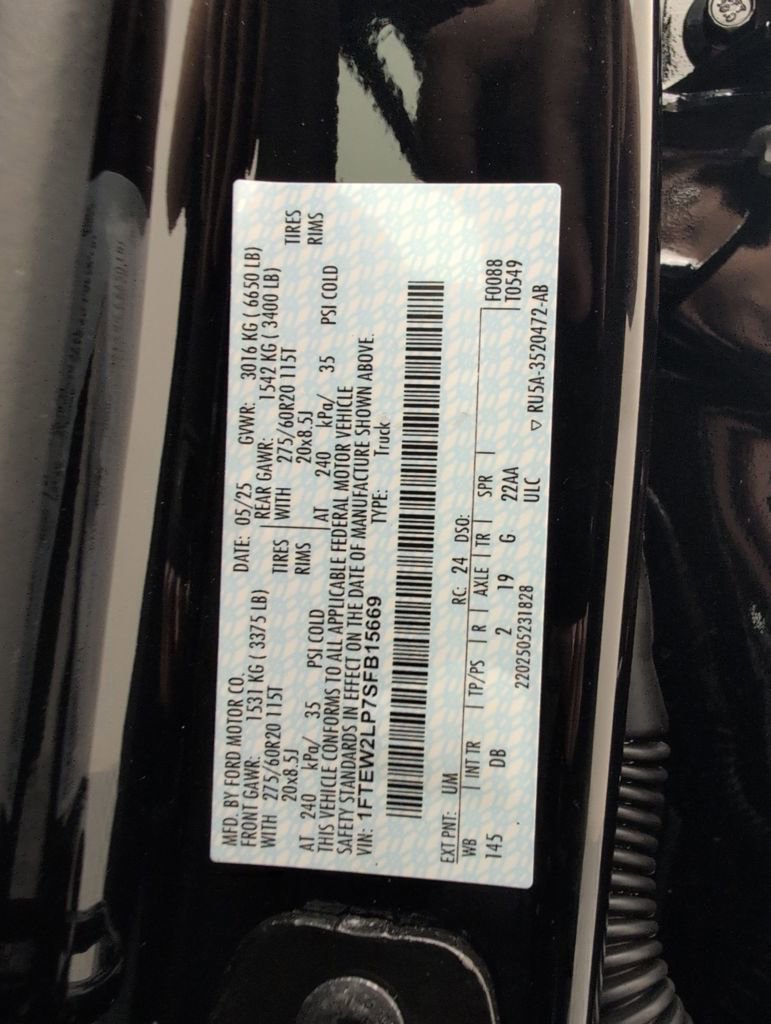 MFD. BY FORD MOTOR CO. DATE: 05/25 GVWR: 3016 KG ( 6650 LB)
FRONT GAWR: 1531 KG ( 3375 LB) REAR GAWR: 1542 KG ( 3400 LB)
WITH 275/60R20 115T TIRES WITH 275/60R20 115T TIRES
20x8.5J RIMS 20x8.5J RIMS
AT 240 kPa/ 35 PSI COLD AT 240 kPa/ 35 PSI COLD
THIS VEHICLE CONFORMS TO ALL APPLICABLE FEDERAL MOTOR VEHICLE
SAFETY STANDARDS IN EFFECT ON THE DATE OF MANUFACTURE SHOWN ABOVE.
VIN: 1FTEW2LP7SFB15669 TYPE: Truck
EXT PNT: UM RC: 24 DSO: F0088
WB | INT TR | TP/PS | R | AXLE | TR | SPR | T0549
145 DB 2 19 G 22AA
2202505231828 ULC ▽ RU5A-3520472-AB